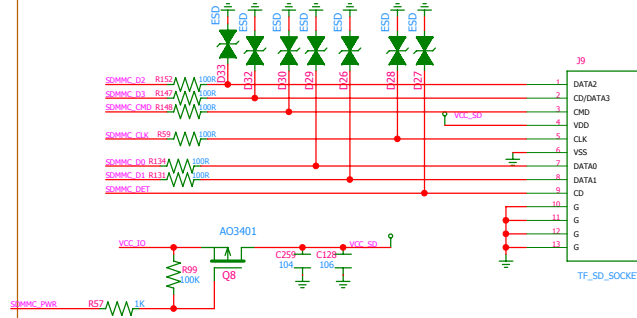 ESD ESD ESD ESD ESD ESD ESD
D33 D32 D30 D29 D26 D28 D27
J9
SDMMC_D2 R152 100R 1 DATA2
SDMMC_D3 R147 100R 2 CD/DATA3
SDMMC_CMD R148 100R 3 CMD
VCC_SD 4 VDD
SDMMC_CLK R59 100R 5 CLK
6 VSS
SDMMC_D0 R134 100R 7 DATA0
SDMMC_D1 R131 100R 8 DATA1
SDMMC_DET 9 CD
10 G
11 G
12 G
13 G
AO3401
VCC_IO VCC_SD
C259 C128
104 106
R99
100K
Q8
TF_SD_SOCKE
SDMMC_PWR R57 1K